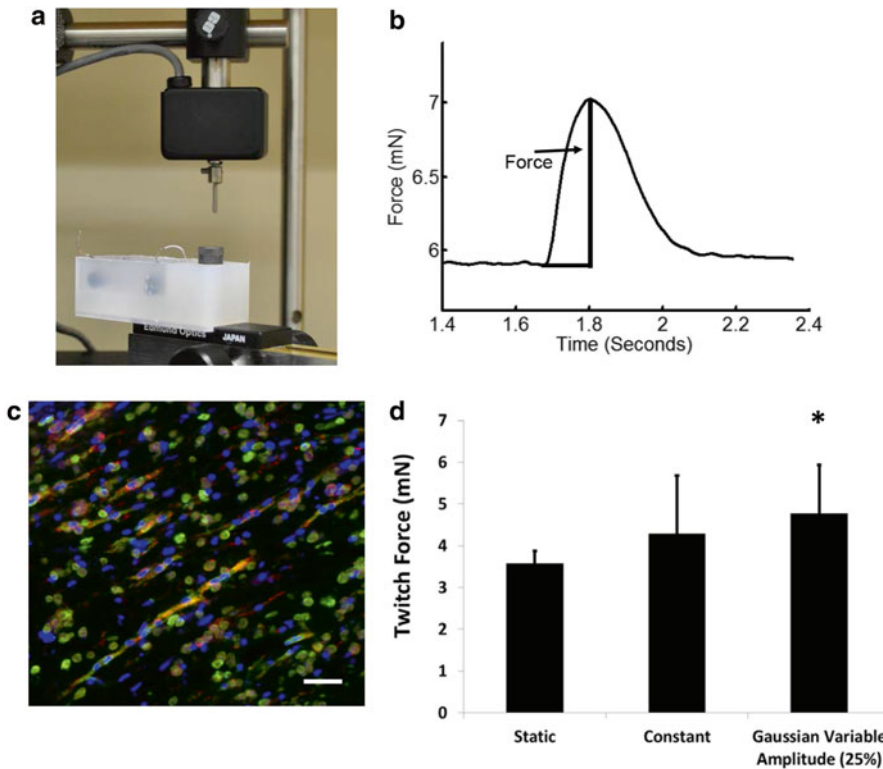 a
Edmund Optics
JAPAN
b
Force (mN)
7
6.5
6
Force
1.4
1.6
1.8
2
2.2
2.4
Time (Seconds)
c
d
Twitch Force (mN)
7
6
5
4
3
2
1
0
*
Static
Constant
Gaussian Variable
Amplitude (25%)